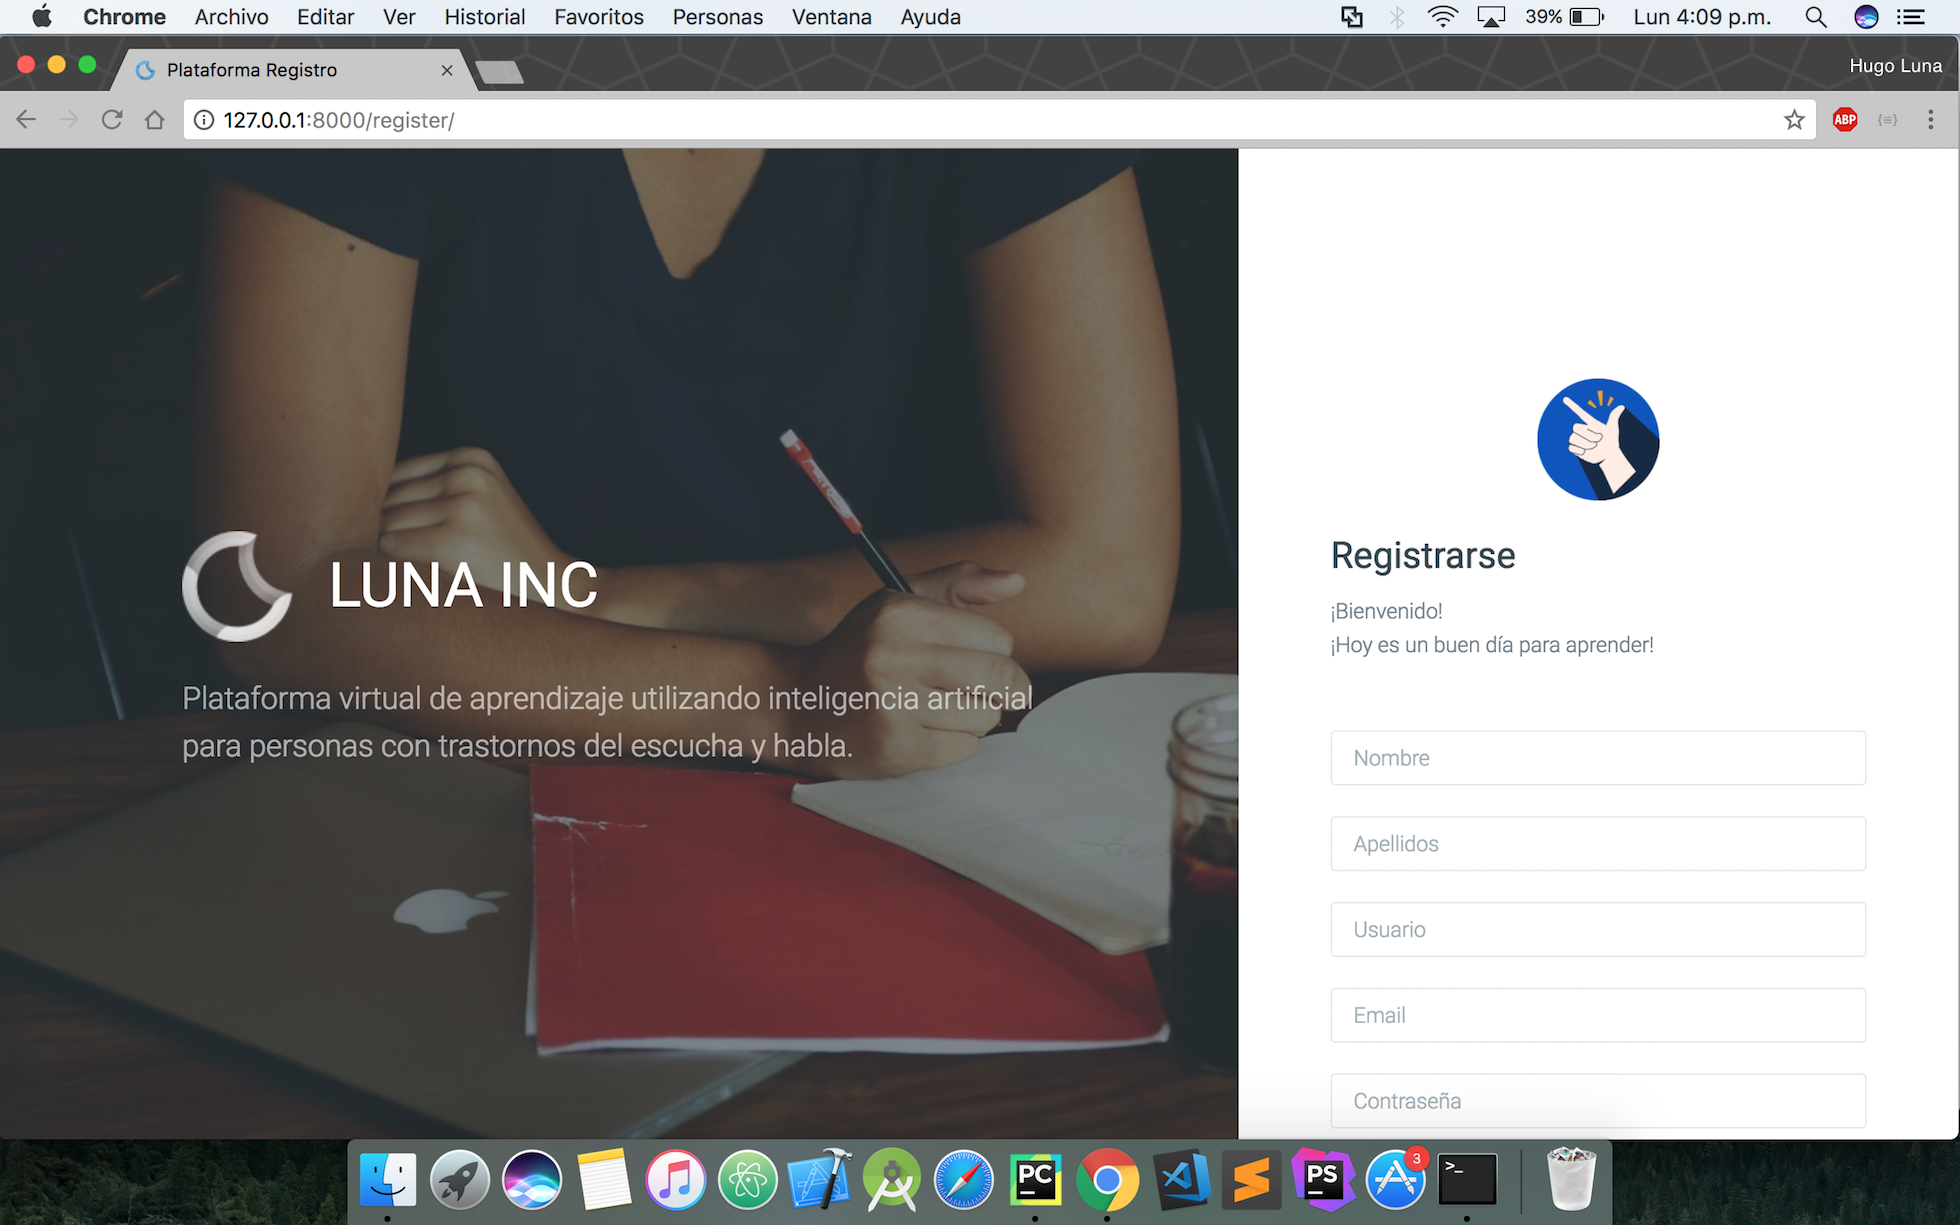 Chrome Archivo Editar Ver Historial Favoritos Personas Ventana Ayuda 39% Lun 4:09 p.m.
Plataforma Registro
Hugo Luna
127.0.0.1:8000/register/
ABP
LUNA INC
Plataforma virtual de aprendizaje utilizando inteligencia artificial
para personas con trastornos del escucha y habla.
Registrarse
¡Bienvenido!
¡Hoy es un buen día para aprender!
Nombre
Apellidos
Usuario
Email
Contraseña
PC
PS
3
>_